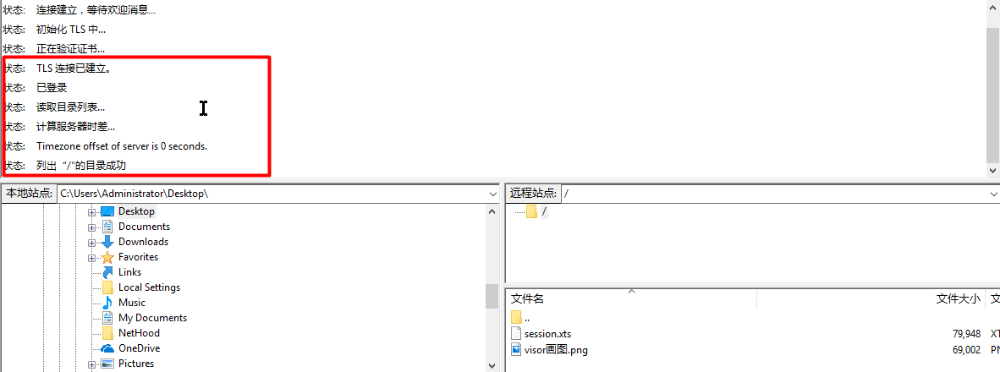 状态: 连接建立，等待欢迎消息...
状态: 初始化 TLS 中...
状态: 正在验证证书...
状态: TLS 连接已建立。
状态: 已登录
状态: 读取目录列表...
状态: 计算服务器时差...
状态: Timezone offset of server is 0 seconds.
状态: 列出“/”的目录成功
本地站点: C:\Users\Administrator\Desktop\
Desktop
Documents
Downloads
Favorites
Links
Local Settings
Music
My Documents
NetHood
OneDrive
Pictures
远程站点: /
/
文件名 文件大小 文
..
session.xts 79,948 XT
visor画图.png 69,002 PN